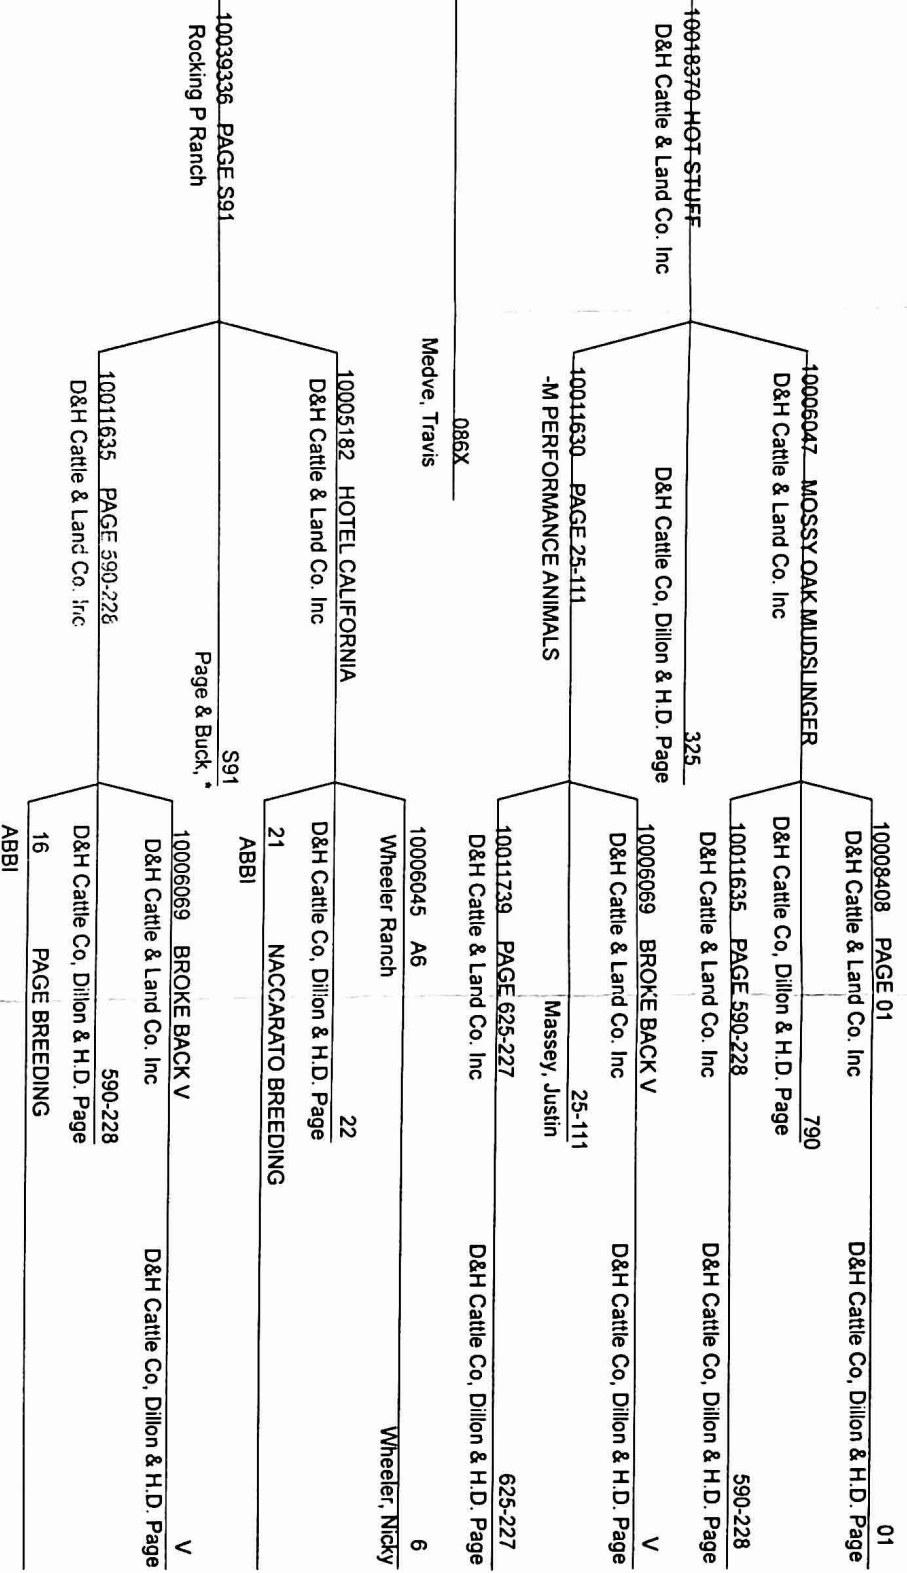 10008408 PAGE 01
01
D&H Cattle & Land Co. Inc
D&H Cattle Co, Dillon & H.D. Page
10006047 MOSSY OAK MUDSLINGER
790
D&H Cattle & Land Co. Inc
D&H Cattle Co, Dillon & H.D. Page
10011635 PAGE 590-228
590-228
D&H Cattle & Land Co. Inc
D&H Cattle Co, Dillon & H.D. Page
10018370 HOT STUFF
325
D&H Cattle & Land Co. Inc
D&H Cattle Co, Dillon & H.D. Page
10006069 BROKE BACK V
V
D&H Cattle & Land Co. Inc
D&H Cattle Co, Dillon & H.D. Page
10011630 PAGE 25-111
25-111
-M PERFORMANCE ANIMALS
Massey, Justin
10011739 PAGE 625-227
625-227
D&H Cattle & Land Co. Inc
D&H Cattle Co, Dillon & H.D. Page
086X
Medve, Travis
10006045 A6
6
Wheeler Ranch
Wheeler, Nicky
10005182 HOTEL CALIFORNIA
22
D&H Cattle & Land Co. Inc
D&H Cattle Co, Dillon & H.D. Page
21 NACCARATO BREEDING
ABBI
10039336 PAGE S91
S91
Rocking P Ranch
Page & Buck, *
10006069 BROKE BACK V
V
D&H Cattle & Land Co. Inc
D&H Cattle Co, Dillon & H.D. Page
10011635 PAGE 590-228
590-228
D&H Cattle & Land Co. Inc
D&H Cattle Co, Dillon & H.D. Page
16 PAGE BREEDING
ABBI